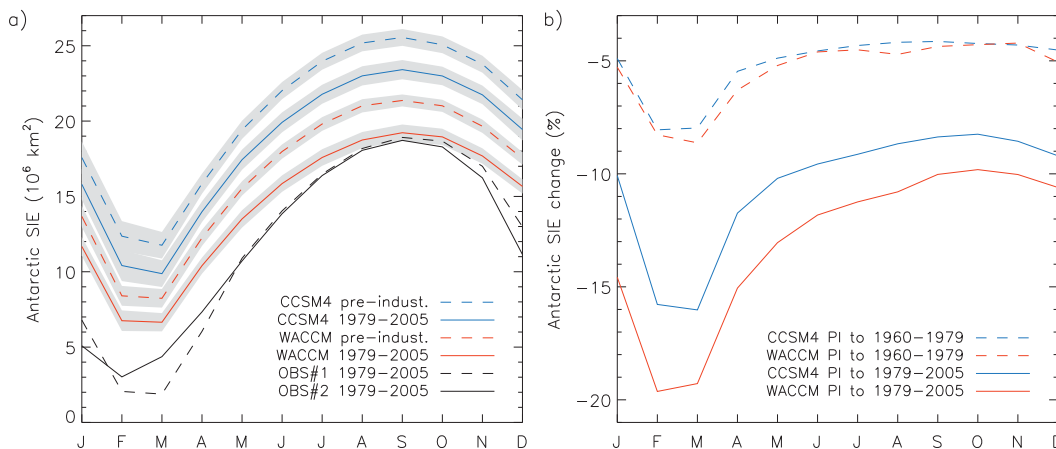 a)
Antarctic SIE (10⁶ km²)
25
20
15
10
5
0
J F M A M J J A S O N D
CCSM4 pre-indust.
CCSM4 1979-2005
WACCM pre-indust.
WACCM 1979-2005
OBS#1 1979-2005
OBS#2 1979-2005
b)
Antarctic SIE change (%)
-5
-10
-15
-20
J F M A M J J A S O N D
CCSM4 PI to 1960-1979
WACCM PI to 1960-1979
CCSM4 PI to 1979-2005
WACCM PI to 1979-2005